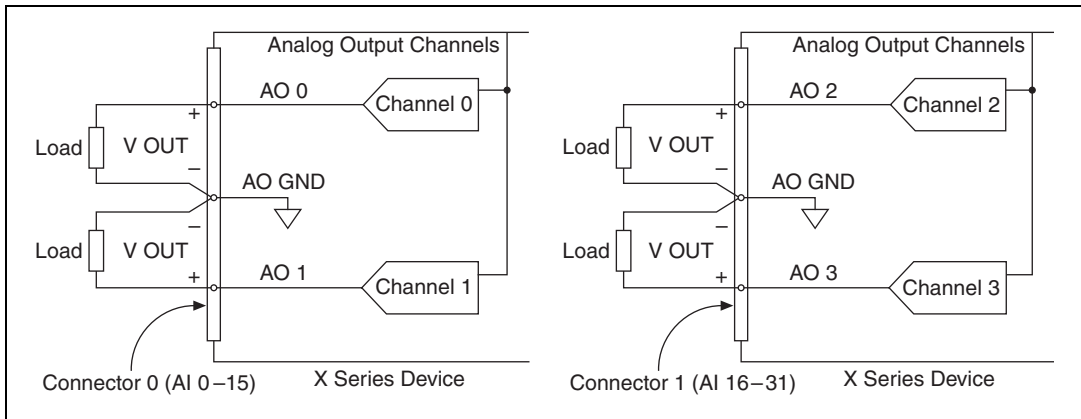 Analog Output Channels
AO 0
Channel 0
+
Load
V OUT
−
AO GND
−
Load
V OUT
+
AO 1
Channel 1
Connector 0 (AI 0–15)
X Series Device
Analog Output Channels
AO 2
Channel 2
+
Load
V OUT
−
AO GND
−
Load
V OUT
+
AO 3
Channel 3
Connector 1 (AI 16–31)
X Series Device